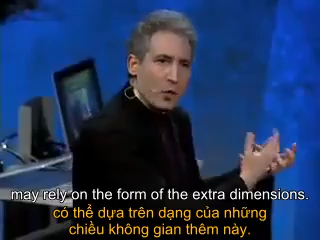 may rely on the form of the extra dimensions.
có thể dựa trên dạng của những
chiều không gian thêm này.